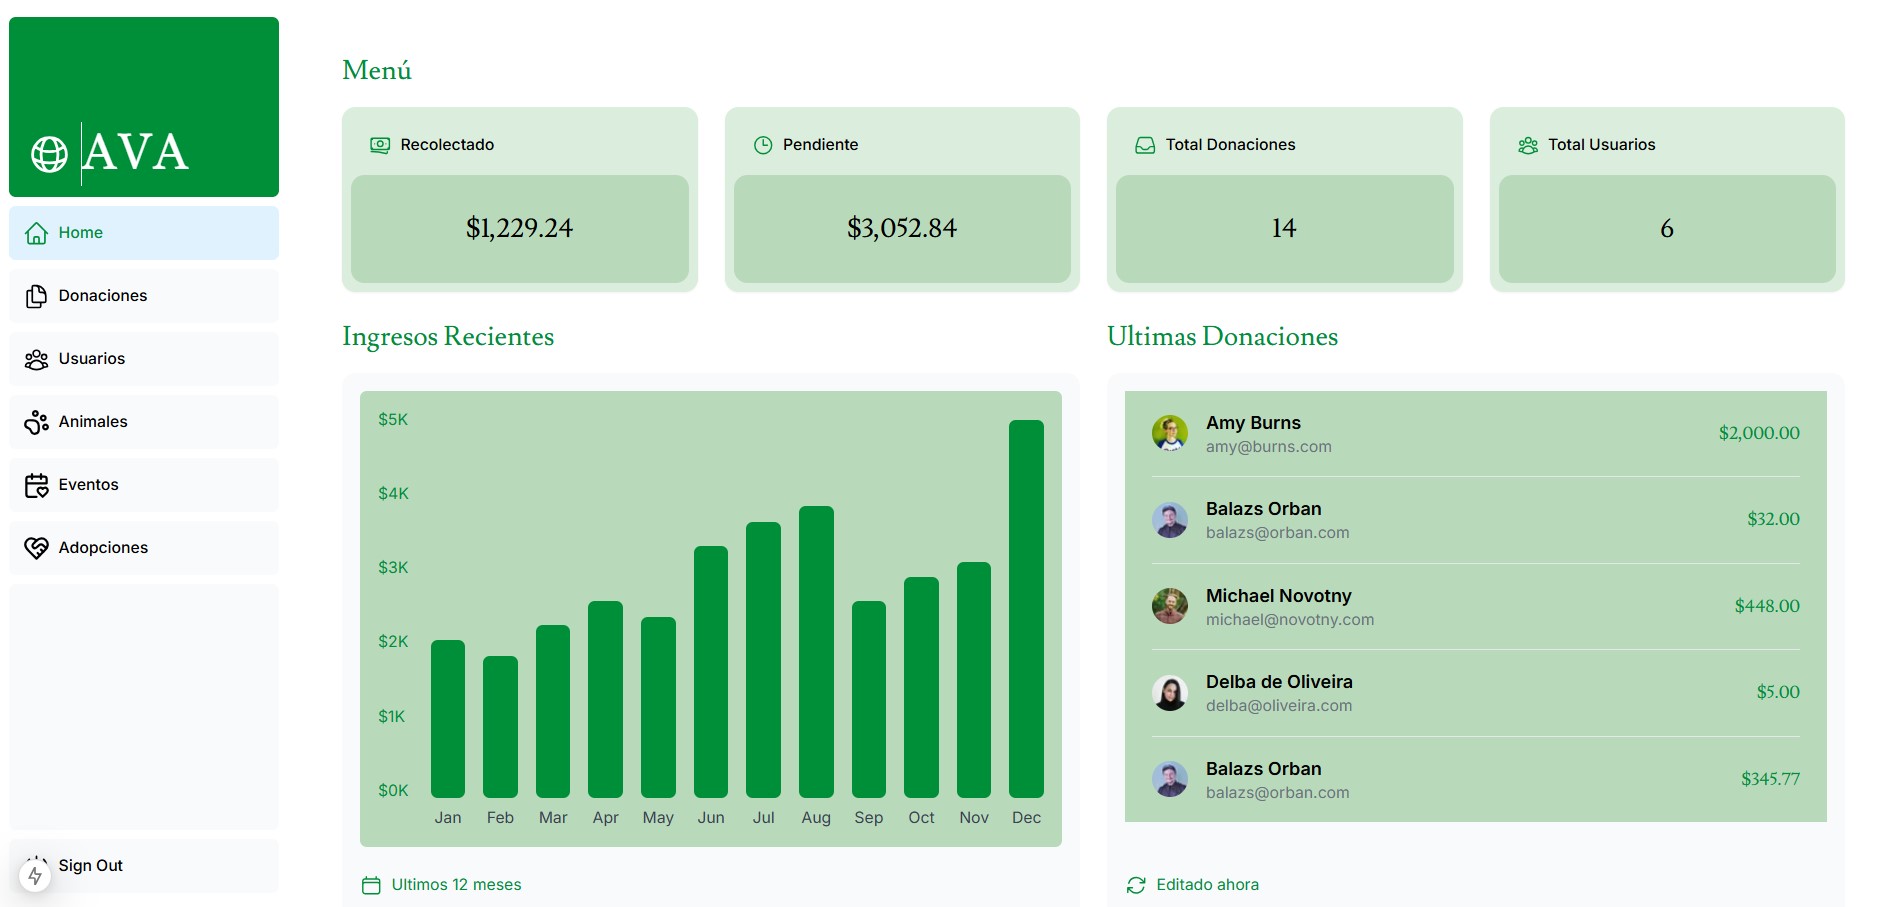 AVA
Home
Donaciones
Usuarios
Animales
Eventos
Adopciones
Sign Out
Menú
Recolectado
$1,229.24
Pendiente
$3,052.84
Total Donaciones
14
Total Usuarios
6
Ingresos Recientes
$5K
$4K
$3K
$2K
$1K
$0K
Jan Feb Mar Apr May Jun Jul Aug Sep Oct Nov Dec
Ultimos 12 meses
Ultimas Donaciones
Amy Burns
amy@burns.com
$2,000.00
Balazs Orban
balazs@orban.com
$32.00
Michael Novotny
michael@novotny.com
$448.00
Delba de Oliveira
delba@oliveira.com
$5.00
Balazs Orban
balazs@orban.com
$345.77
Editado ahora